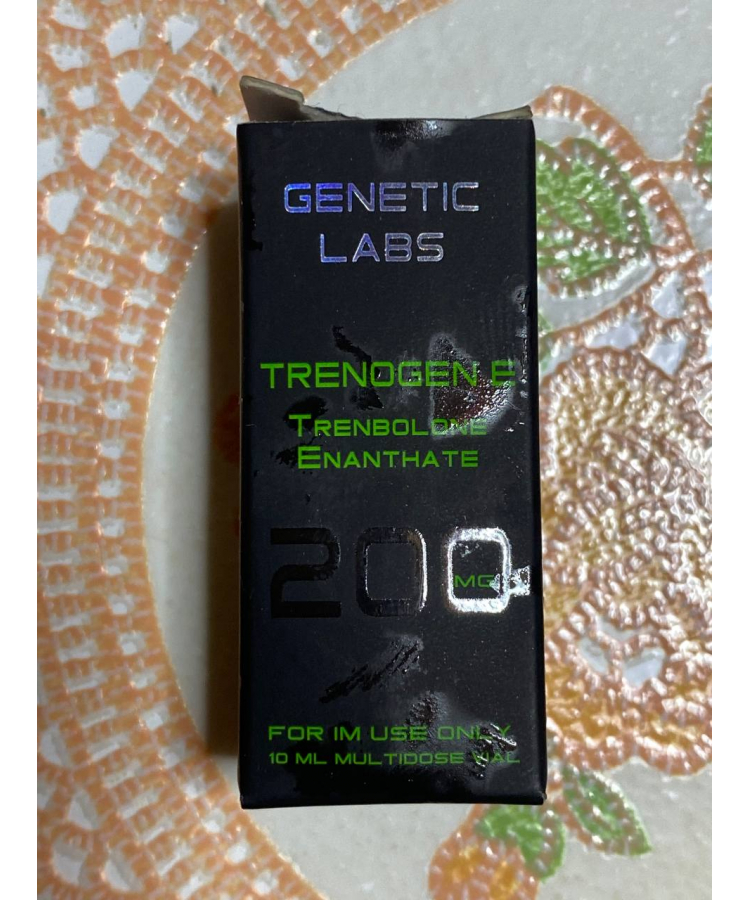 GENETIC
LABS
TRENOGEN E
TRENBOLONE
ENANTHATE
200
MG
FOR IM USE ONLY
10 ML MULTIDOSE VIAL